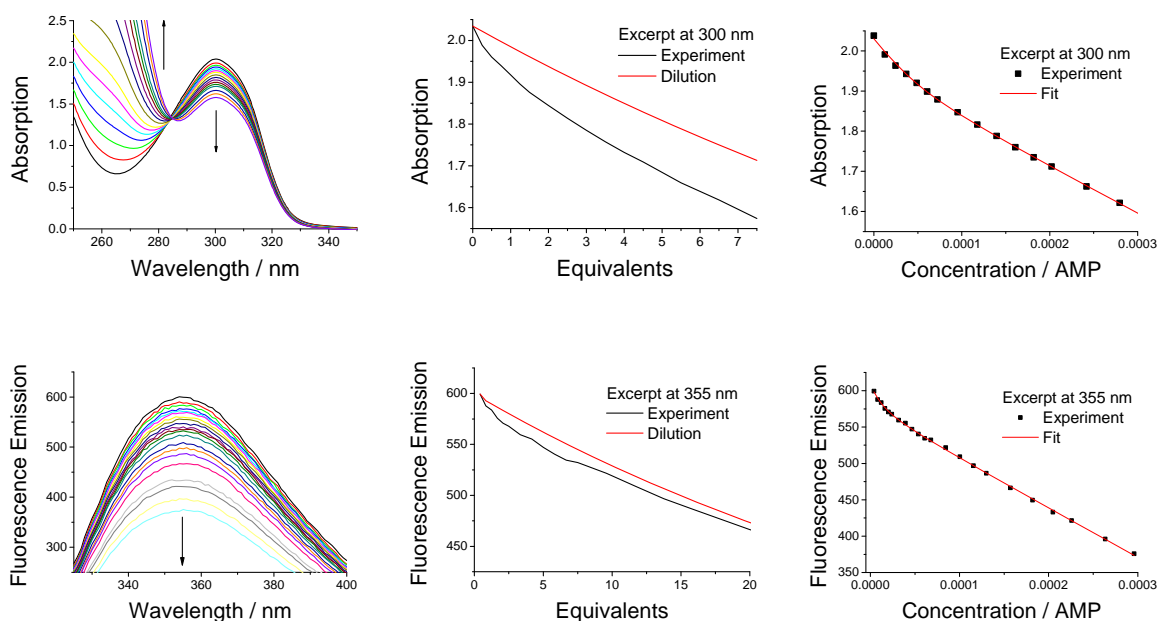 2.5
2.0
1.5
1.0
0.5
0.0
260 280 300 320 340
Absorption
Wavelength / nm
2.0
1.9
1.8
1.7
1.6
0 1 2 3 4 5 6 7
Absorption
Equivalents
Excerpt at 300 nm
Experiment
Dilution
2.0
1.9
1.8
1.6
1.6
0.0000 0.0001 0.0002 0.0003
Absorption
Concentration / AMP
Excerpt at 300 nm
Experiment
Fit
600
500
400
300
340 360 380 400
Fluorescence Emission
Wavelength / nm
600
550
500
450
0 5 10 15 20
Fluorescence Emission
Equivalents
Excerpt at 355 nm
Experiment
Dilution
600
550
500
450
400
350
0.0000 0.0001 0.0002 0.0003
Fluorescence Emission
Concentration / AMP
Excerpt at 355 nm
Experiment
Fit